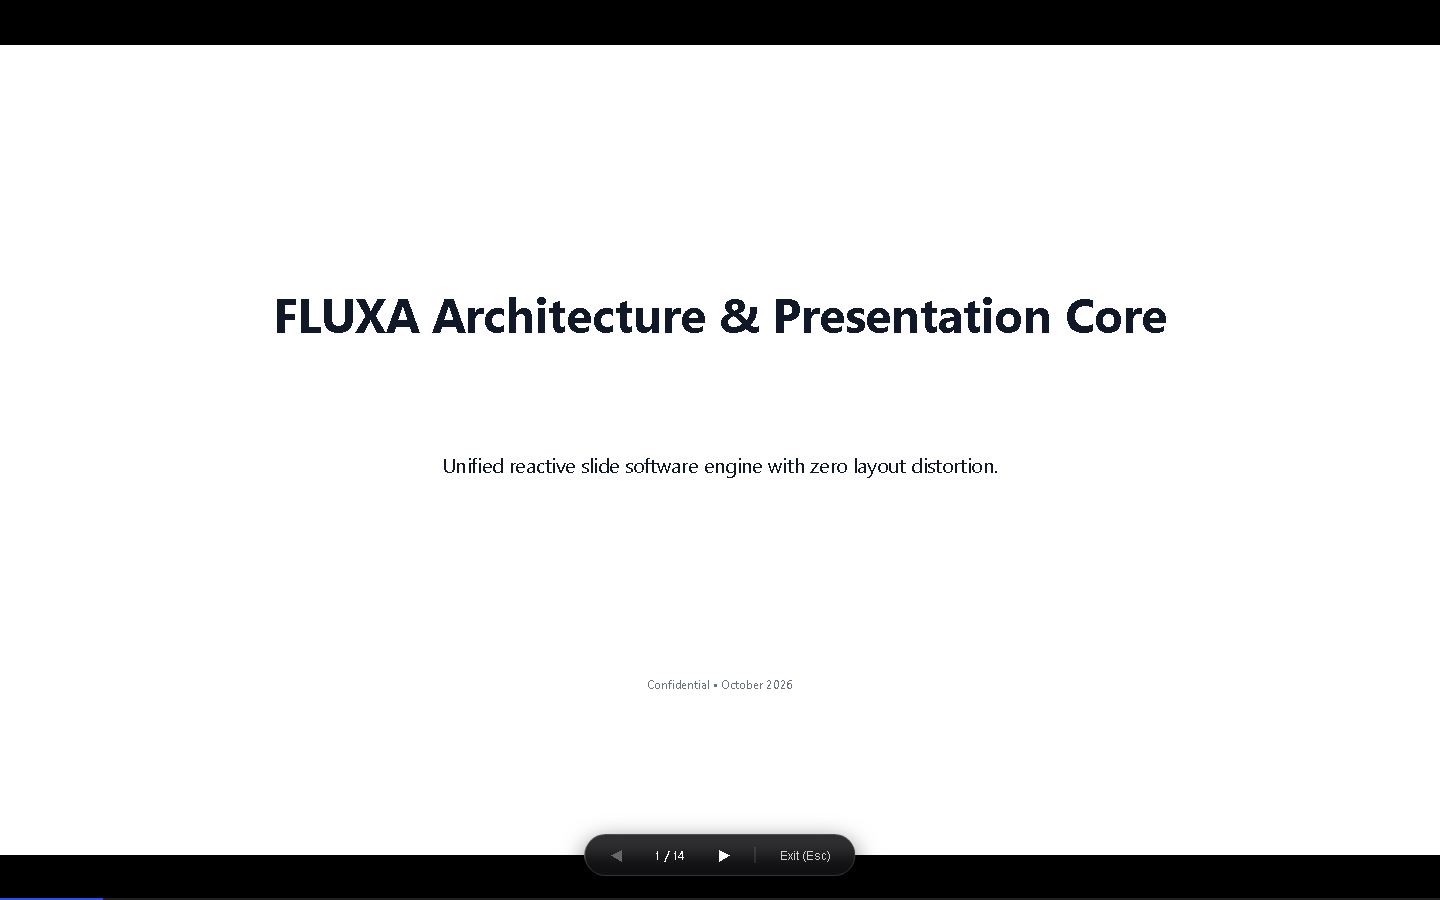 FLUXA Architecture & Presentation Core
Unified reactive slide software engine with zero layout distortion.
Confidential • October 2026
◀ 1 / 14 ▶ | Exit (Esc)